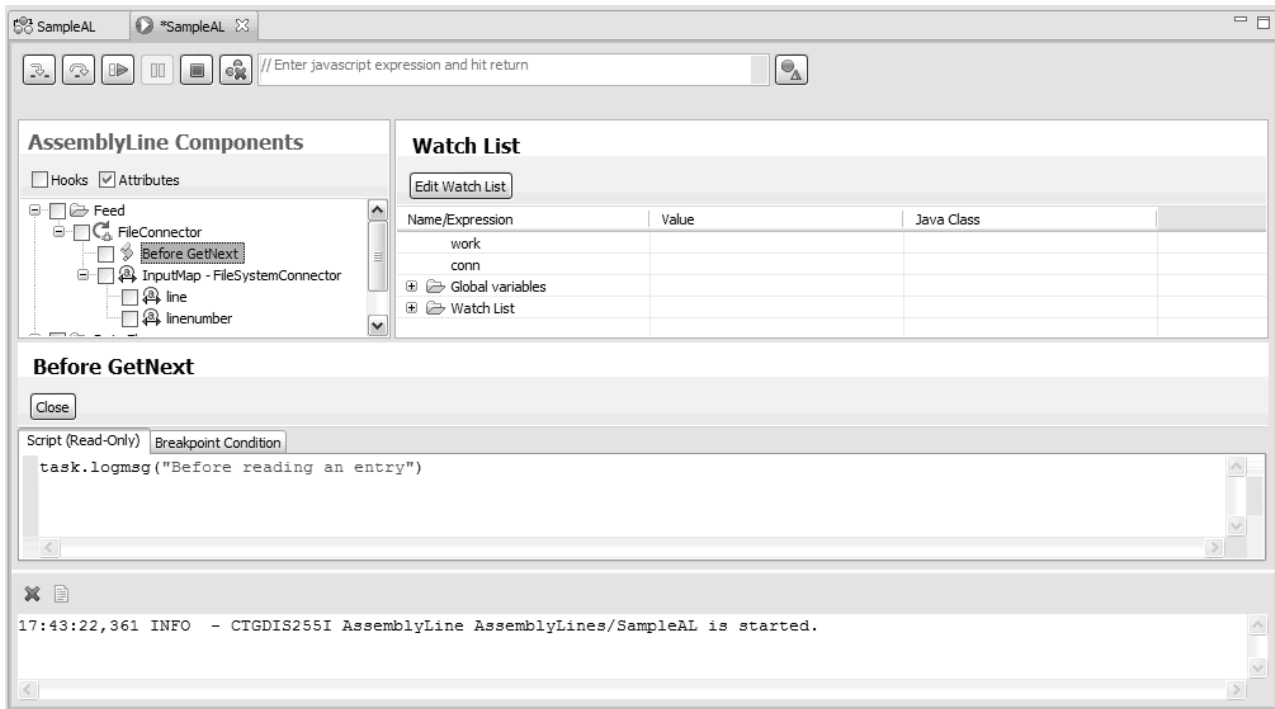 SampleAL
*SampleAL
// Enter javascript expression and hit return
AssemblyLine Components
Hooks Attributes
Feed
FileConnector
Before GetNext
InputMap - FileSystemConnector
line
linenumber
Watch List
Edit Watch List
Name/Expression Value Java Class
work
conn
Global variables
Watch List
Before GetNext
Close
Script (Read-Only) Breakpoint Condition
task.logmsg("Before reading an entry")
17:43:22,361 INFO - CTGDIS255I AssemblyLine AssemblyLines/SampleAL is started.